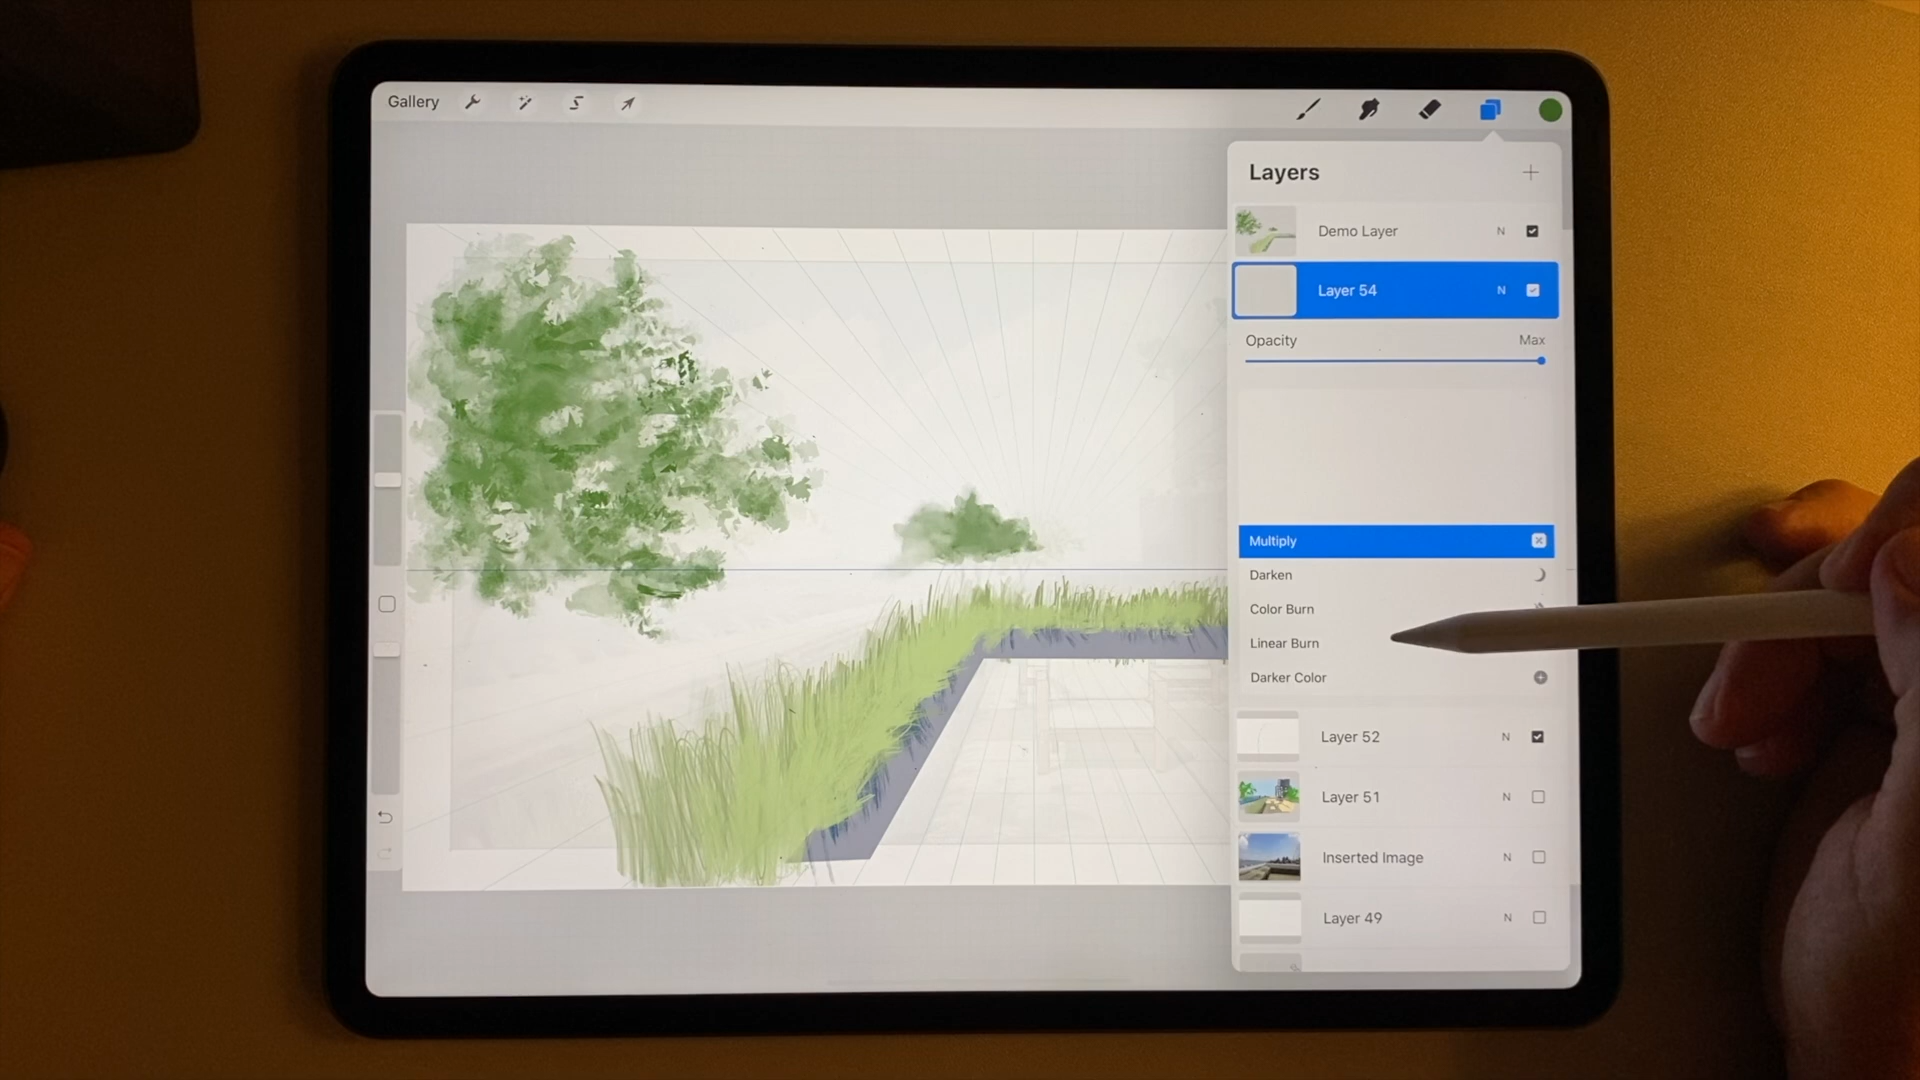 Gallery
Layers
Demo Layer N
Layer 54 N
Opacity Max
Multiply
Darken
Color Burn
Linear Burn
Darker Color
Layer 52 N
Layer 51 N
Inserted Image N
Layer 49 N